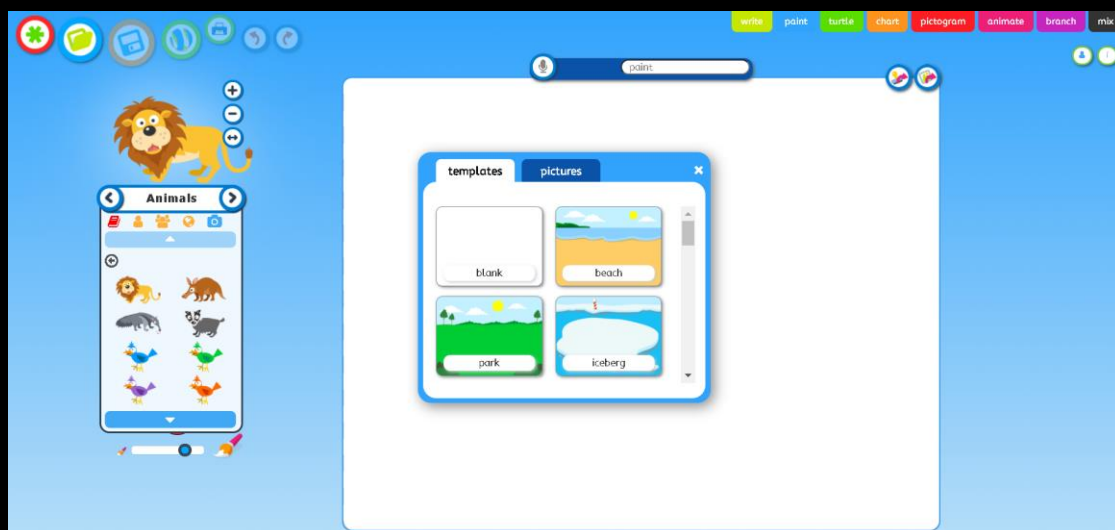 write paint turtle chart pictogram animate branch mix
paint
templates pictures
Animals
blank beach
park iceberg